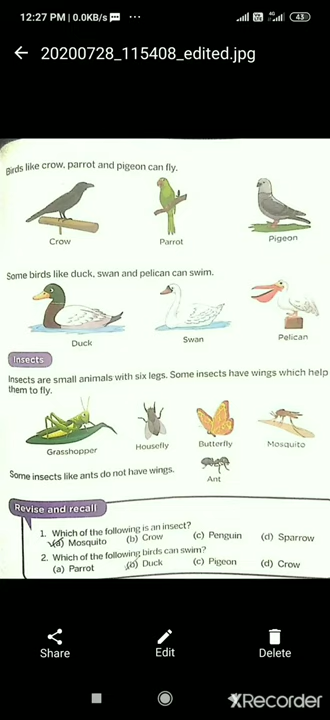 12:27 PM | 0.0KB/s
4G 43
← 20200728_115408_edited.jpg
Birds like crow, parrot and pigeon can fly.
Crow
Parrot
Pigeon
Some birds like duck, swan and pelican can swim.
Duck
Swan
Pelican
Insects
Insects are small animals with six legs. Some insects have wings which help
them to fly.
Grasshopper
Housefly
Butterfly
Mosquito
Some insects like ants do not have wings.
Ant
Revise and recall
1. Which of the following is an insect?
(a) Mosquito (b) Crow (c) Penguin (d) Sparrow
2. Which of the following birds can swim?
(a) Parrot (b) Duck (c) Pigeon (d) Crow
Share Edit Delete
XRecorder